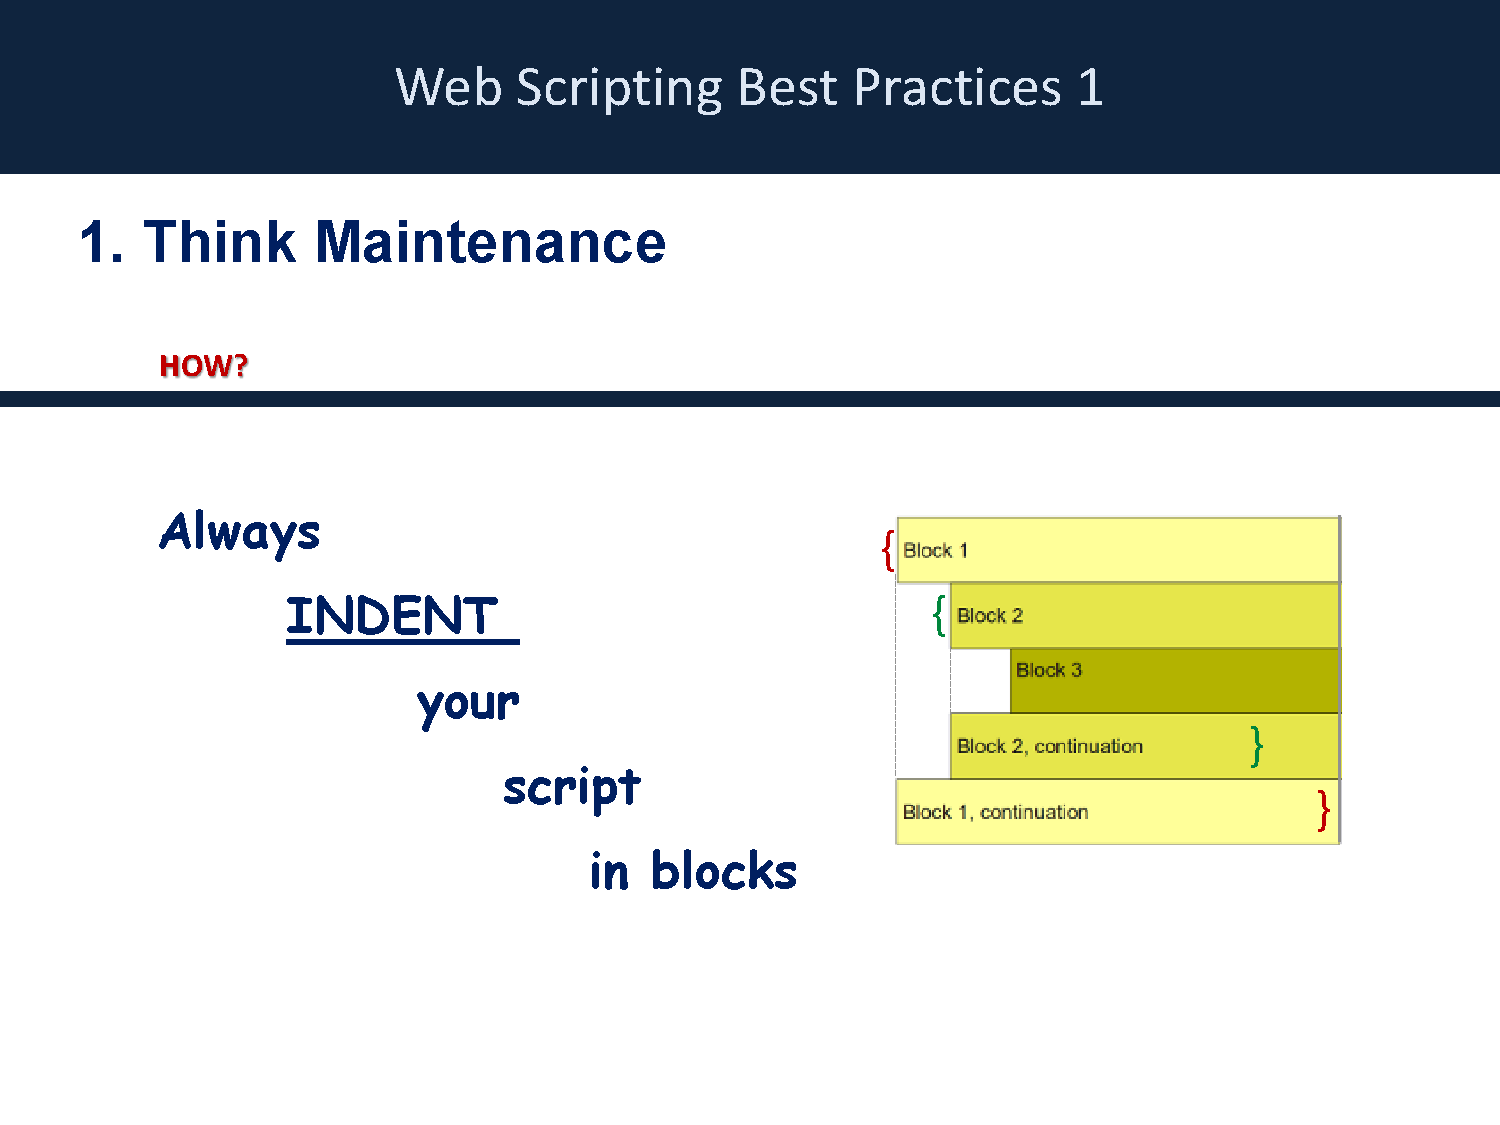 Web Scripting Best Practices 1
1. Think Maintenance
HOW?
Always
INDENT
your
script
in blocks
{ Block 1
{ Block 2
Block 3
Block 2, continuation }
Block 1, continuation }